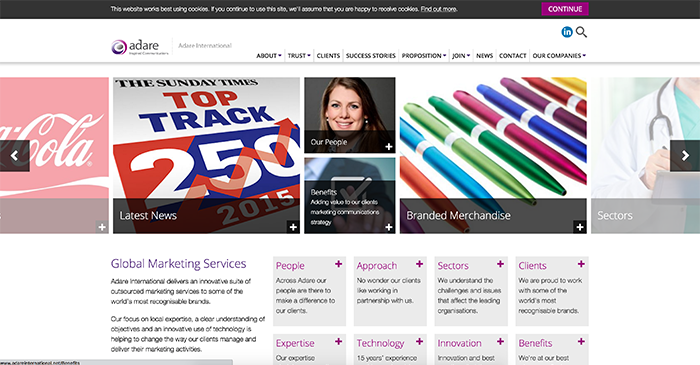 This website works best using cookies. If you continue to use this site, we'll assume that you are happy to receive cookies. Find out more.
CONTINUE
in
adare
Adare International
ABOUT
TRUST
CLIENTS
SUCCESS STORIES
PROPOSITION
JOIN
NEWS
CONTACT
OUR COMPANIES
Coca-Cola
s
THE SUNDAY TIMES
TOP
TRACK
250
2015
Latest News
Our People
Benefits
Adding value to our clients
marketing communications
strategy
Branded Merchandise
Sectors
Global Marketing Services
Adare International delivers an innovative suite of
outsourced marketing services to some of the
world's most recognisable brands.
Our focus on local expertise, a clear understanding of
objectives and an innovative use of technology is
helping to change the way our clients manage and
deliver their marketing activities.
People
Across Adare our
people are there to
make a difference to
our clients.
Approach
No wonder our clients
like working in
partnership with us.
Sectors
We understand the
challenges and issues
that affect the leading
organisations.
Clients
We are proud to work
with some of the
world's most
recognisable brands.
Expertise
Our expertise
Technology
15 years' experience
Innovation
Innovation and best
Benefits
We're at our best
www.adareinternational.net/Benefits